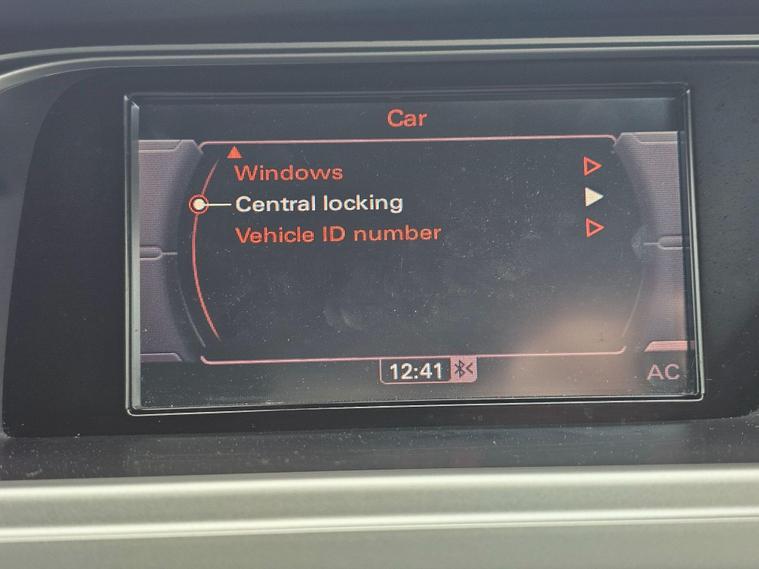 Car
Windows
Central locking
Vehicle ID number
12:41
AC